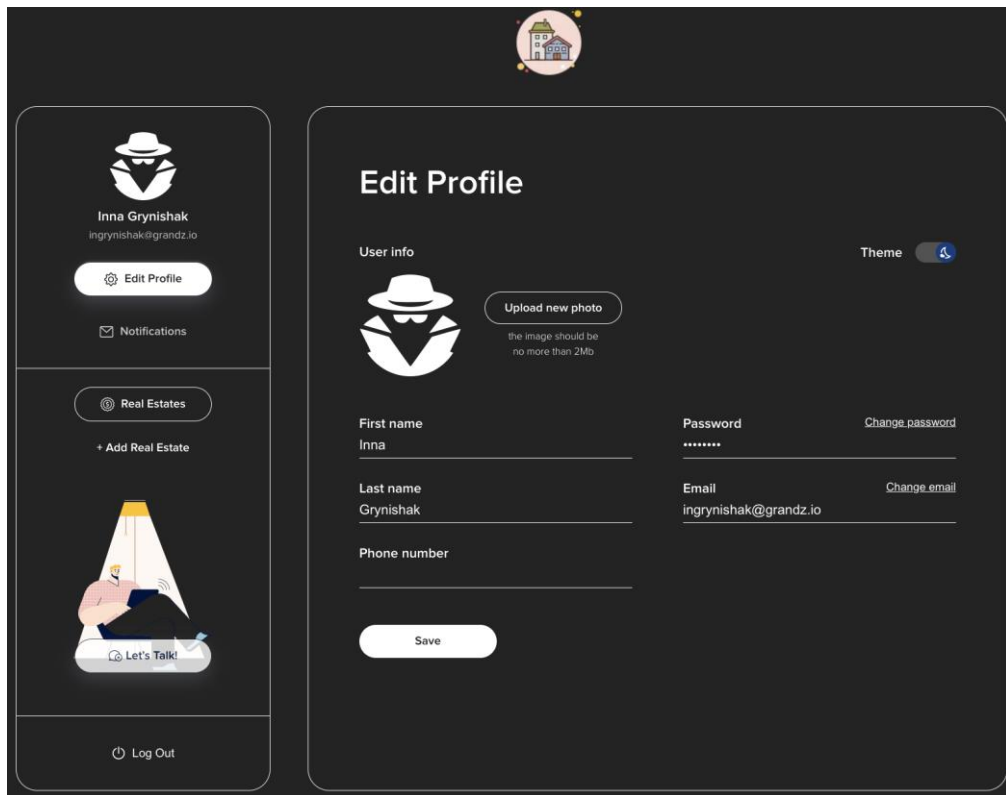 Inna Grynishak
ingrynishak@grandz.io
Edit Profile
Notifications
Real Estates
+ Add Real Estate
Let's Talk!
Log Out
Edit Profile
User info
Theme
Upload new photo
the image should be
no more than 2Mb
First name
Inna
Last name
Grynishak
Phone number
Save
Password
Change password
••••••••
Email
Change email
ingrynishak@grandz.io